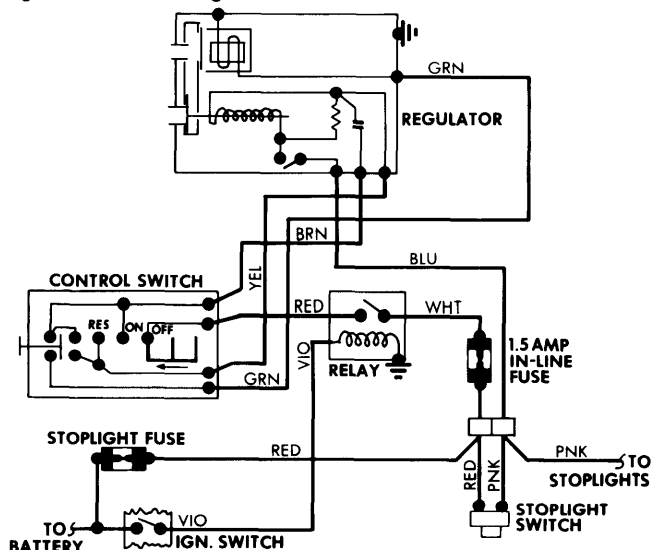 GRN
REGULATOR
BRN
BLU
CONTROL SWITCH
YEL
RED
WHT
RES
ON
OFF
VIO
1.5 AMP
IN-LINE
FUSE
RELAY
GRN
STOPLIGHT FUSE
RED
PNK
TO
STOPLIGHTS
RED
PNK
STOPLIGHT
SWITCH
TO
BATTERY
VIO
IGN. SWITCH